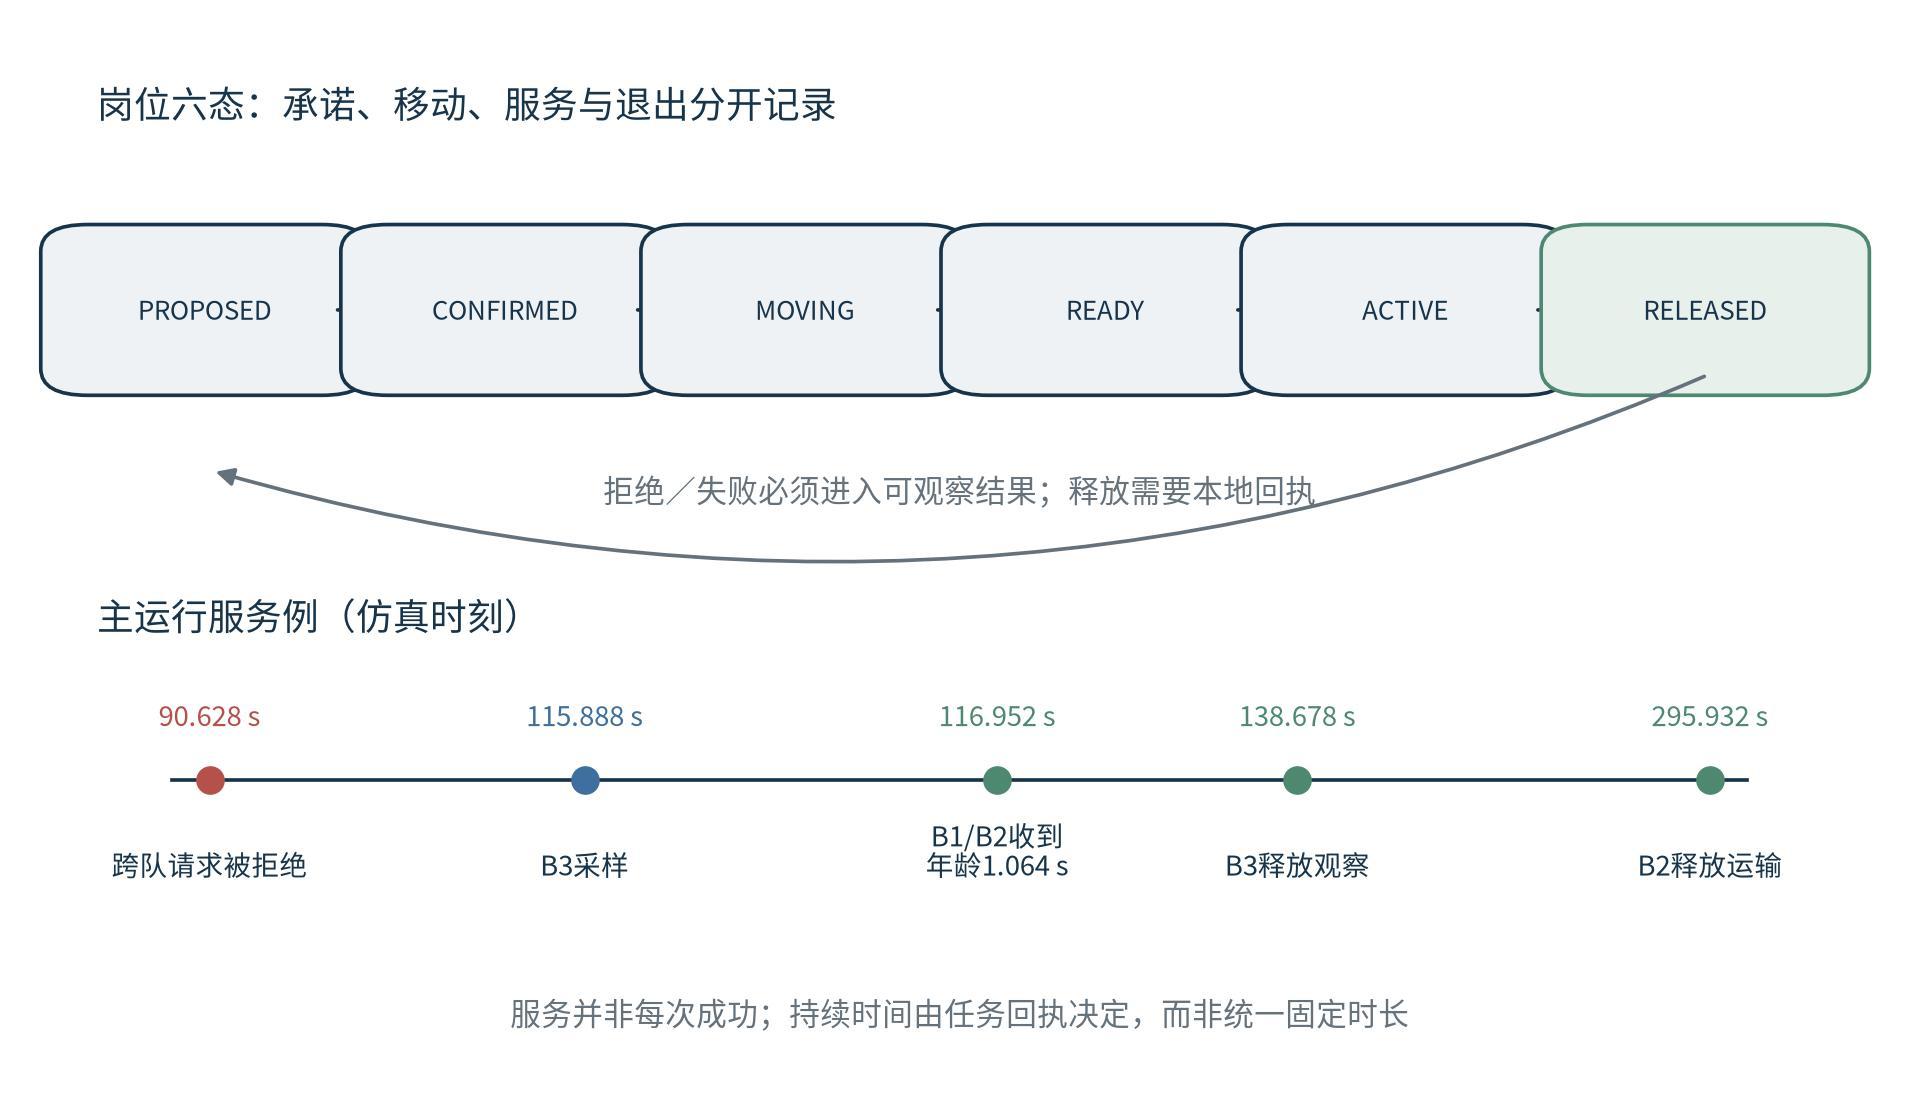 岗位六态：承诺、移动、服务与退出分开记录
PROPOSED
CONFIRMED
MOVING
READY
ACTIVE
RELEASED
拒绝／失败必须进入可观察结果；释放需要本地回执
主运行服务例（仿真时刻）
90.628 s
115.888 s
116.952 s
138.678 s
295.932 s
跨队请求被拒绝
B3采样
B1/B2收到
年龄1.064 s
B3释放观察
B2释放运输
服务并非每次成功；持续时间由任务回执决定，而非统一固定时长